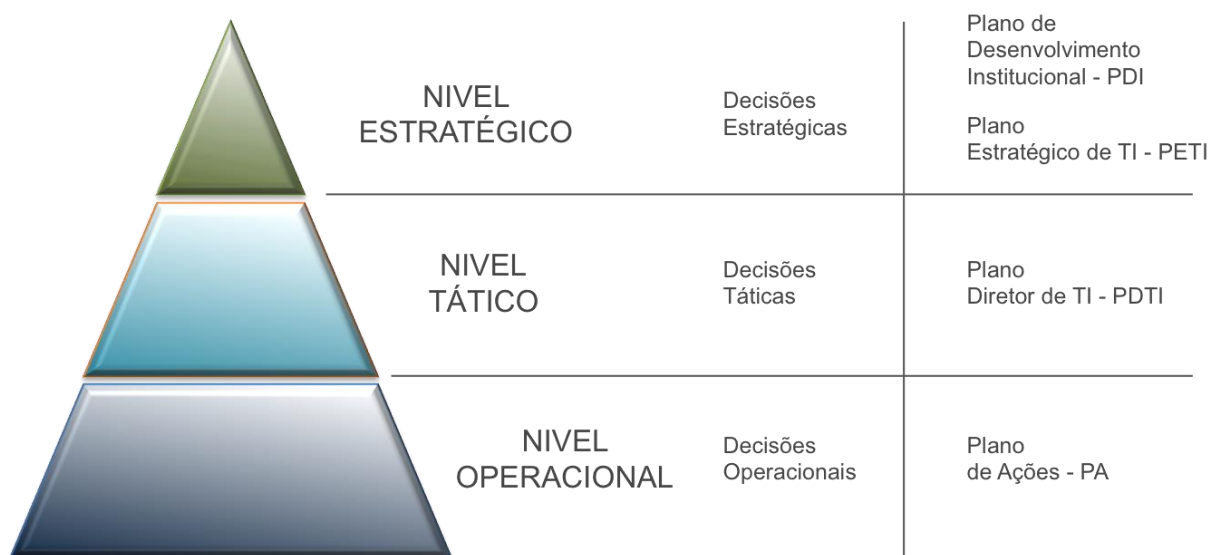 NIVEL
ESTRATÉGICO
Decisões
Estratégicas
Plano de
Desenvolvimento
Institucional - PDI
Plano
Estratégico de TI - PETI
NIVEL
TÁTICO
Decisões
Táticas
Plano
Diretor de TI - PDTI
NIVEL
OPERACIONAL
Decisões
Operacionais
Plano
de Ações - PA